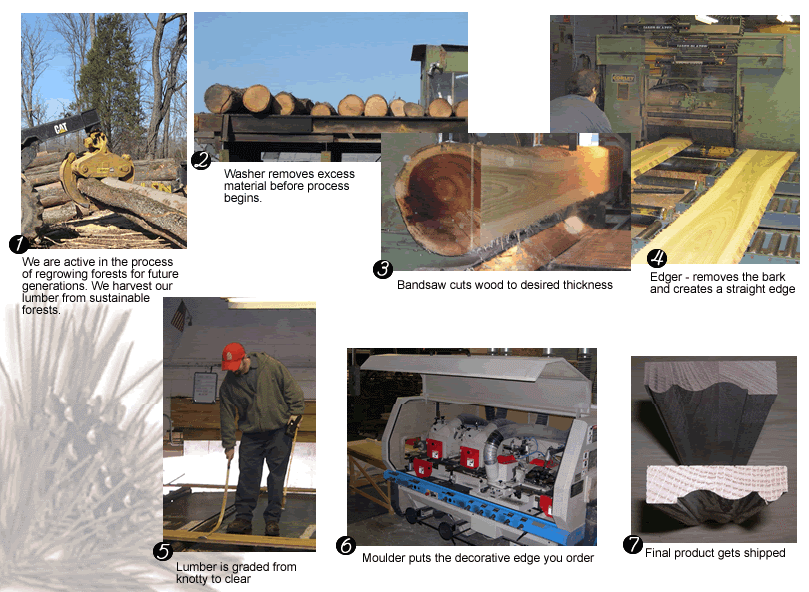 CAT
1
We are active in the process
of regrowing forests for future
generations. We harvest our
lumber from sustainable
forests.
2
Washer removes excess
material before process
begins.
3
Bandsaw cuts wood to desired thickness
4
Edger - removes the bark
and creates a straight edge
5
Lumber is graded from
knotty to clear
6
Moulder puts the decorative edge you order
7
Final product gets shipped